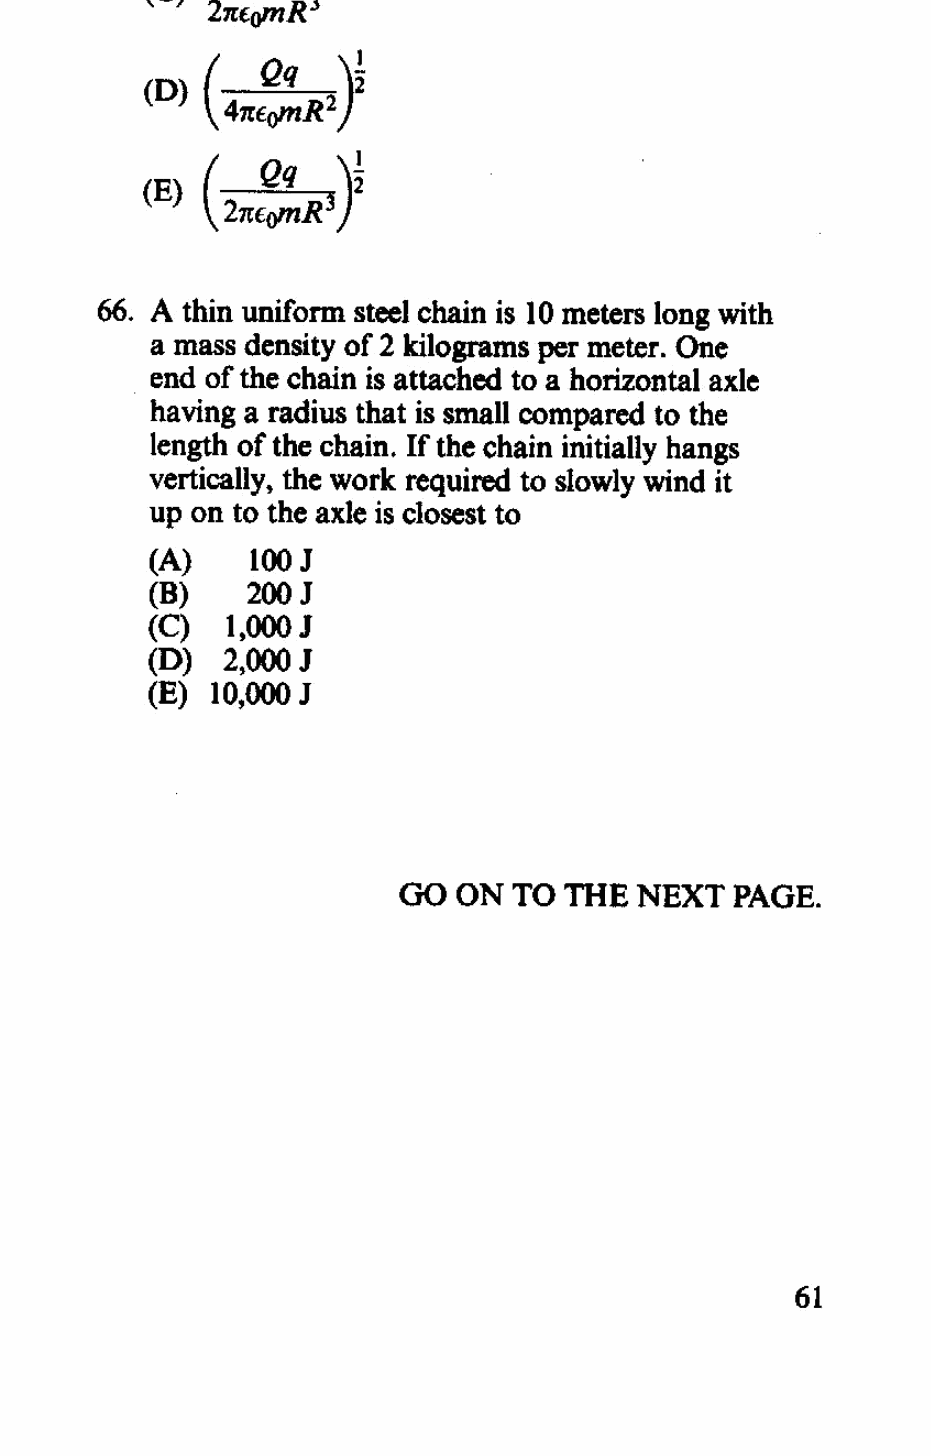 2πϵ₀mR³
(D) (Qq / 4πϵ₀mR²)^(1/2)
(E) (Qq / 2πϵ₀mR³)^(1/2)
66. A thin uniform steel chain is 10 meters long with
a mass density of 2 kilograms per meter. One
end of the chain is attached to a horizontal axle
having a radius that is small compared to the
length of the chain. If the chain initially hangs
vertically, the work required to slowly wind it
up on to the axle is closest to
(A) 100 J
(B) 200 J
(C) 1,000 J
(D) 2,000 J
(E) 10,000 J
GO ON TO THE NEXT PAGE.
61